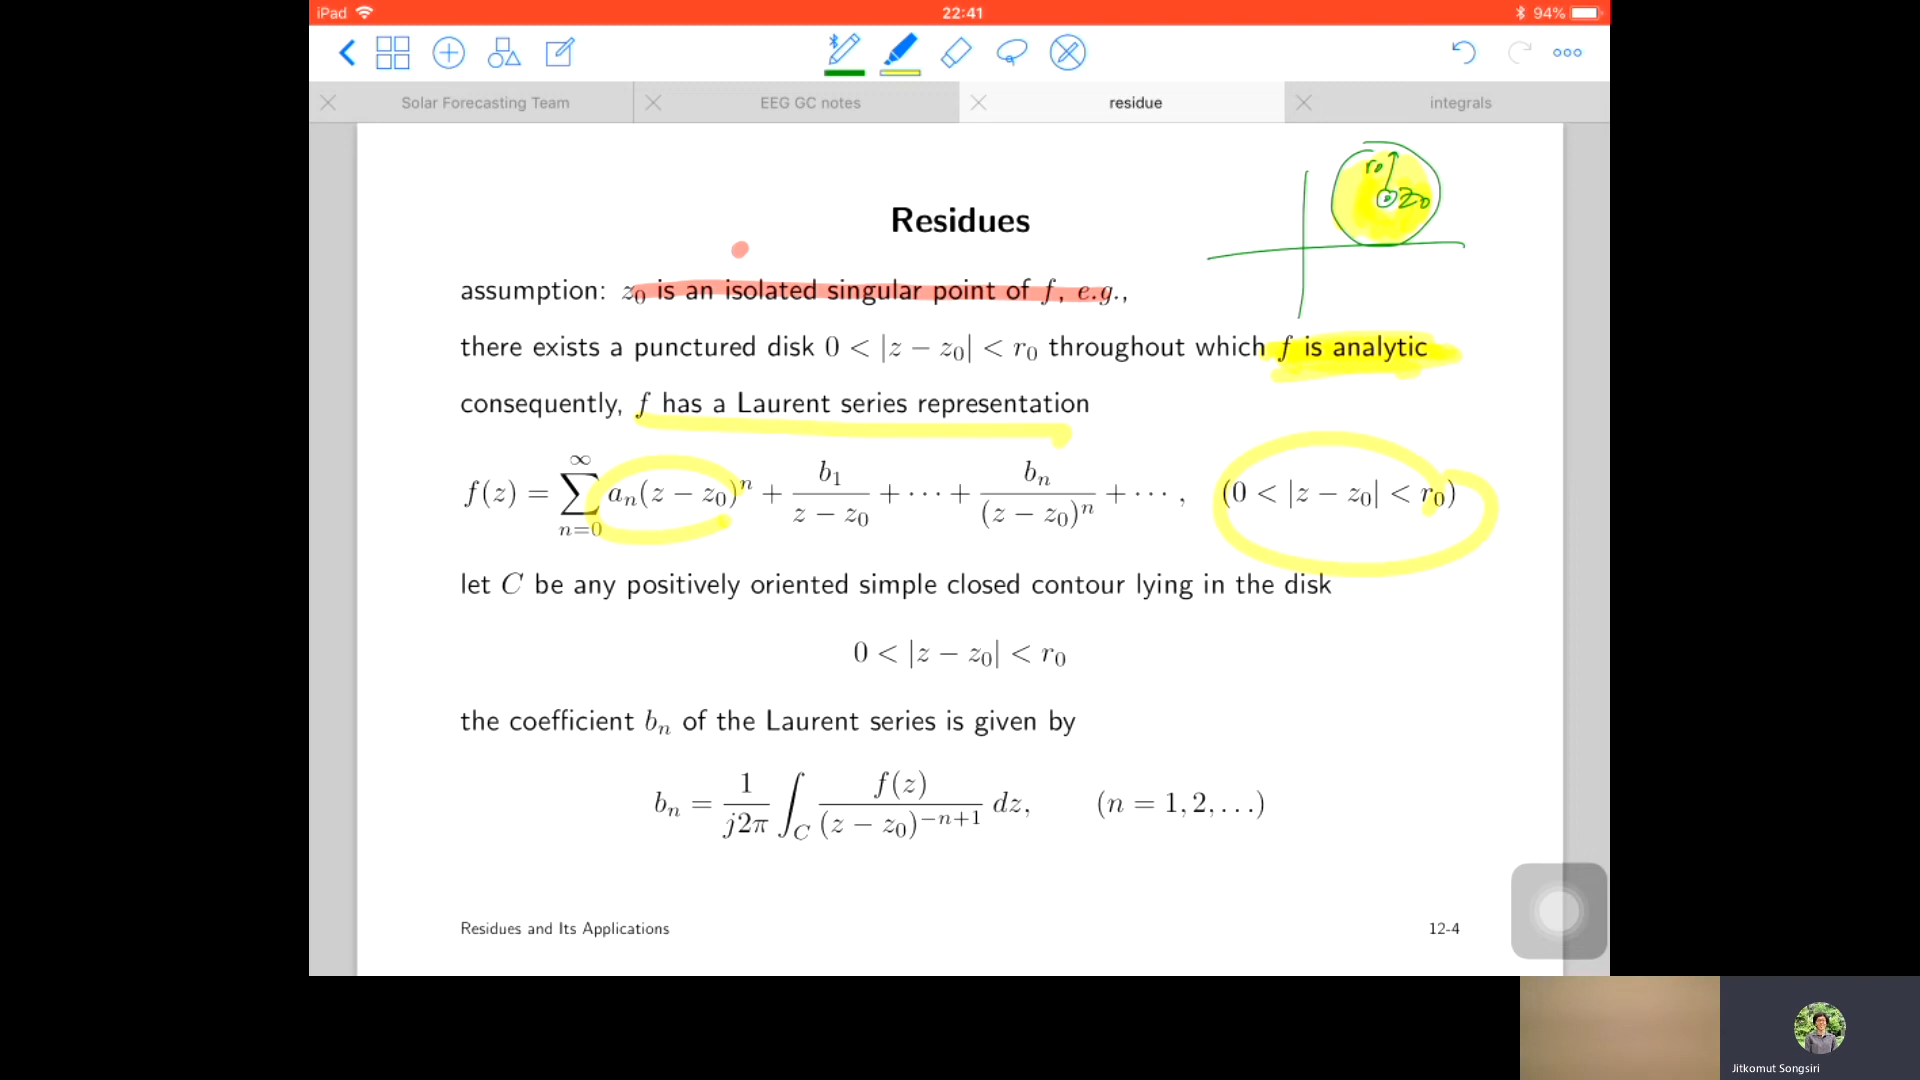 iPad 22:41 94%
Solar Forecasting Team EEG GC notes residue integrals
r₀
z₀
Residues
assumption: z₀ is an isolated singular point of f, e.g.,
there exists a punctured disk 0 < |z − z₀| < r₀ throughout which f is analytic
consequently, f has a Laurent series representation
f(z) = ∑_{n=0}^{∞} a_n(z − z₀)^n + b₁/(z − z₀) + ··· + b_n/(z − z₀)^n + ··· , (0 < |z − z₀| < r₀)
let C be any positively oriented simple closed contour lying in the disk
0 < |z − z₀| < r₀
the coefficient b_n of the Laurent series is given by
b_n = 1/(j2π) ∫_C f(z)/(z − z₀)^{−n+1} dz, (n = 1, 2, . . .)
Residues and Its Applications 12-4
Jitkomut Songsiri